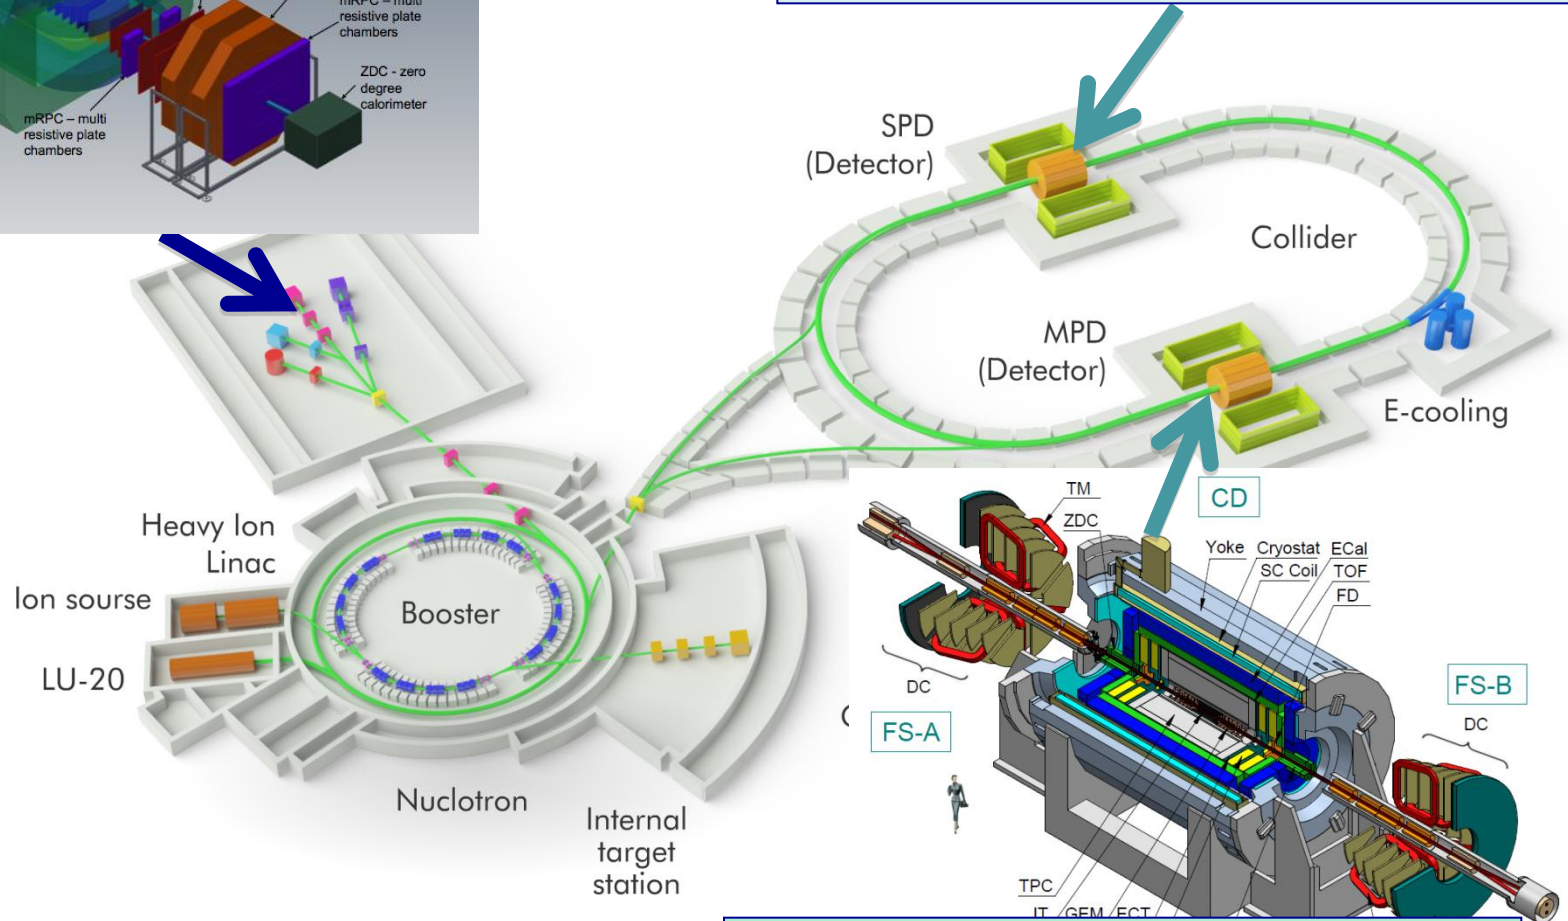 mRPC – multi
resistive plate
chambers
ZDC - zero
degree
calorimeter
mRPC – multi
resistive plate
chambers
SPD
(Detector)
Collider
MPD
(Detector)
E-cooling
Heavy Ion
Linac
Ion sourse
LU-20
Booster
Nuclotron
Internal
target
station
CD
TM
ZDC
Yoke
Cryostat
SC Coil
ECal
TOF
FD
DC
FS-A
FS-B
DC
TPC
IT
GEM
ECT